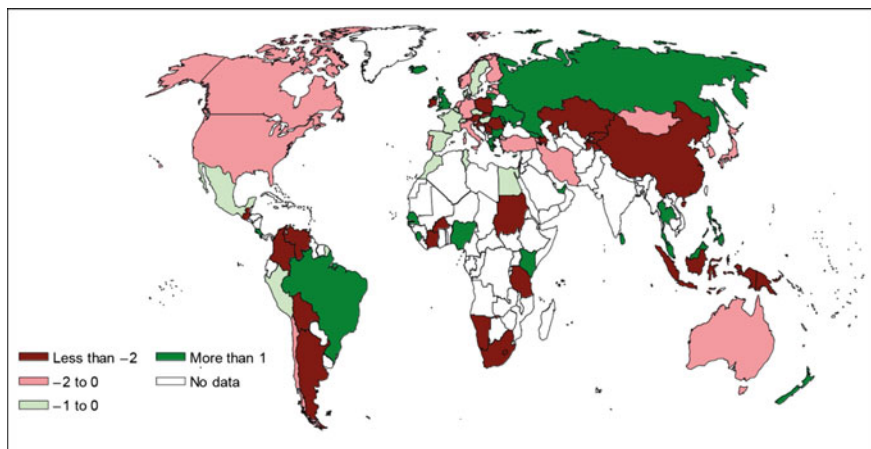 Less than −2
−2 to 0
−1 to 0
More than 1
No data